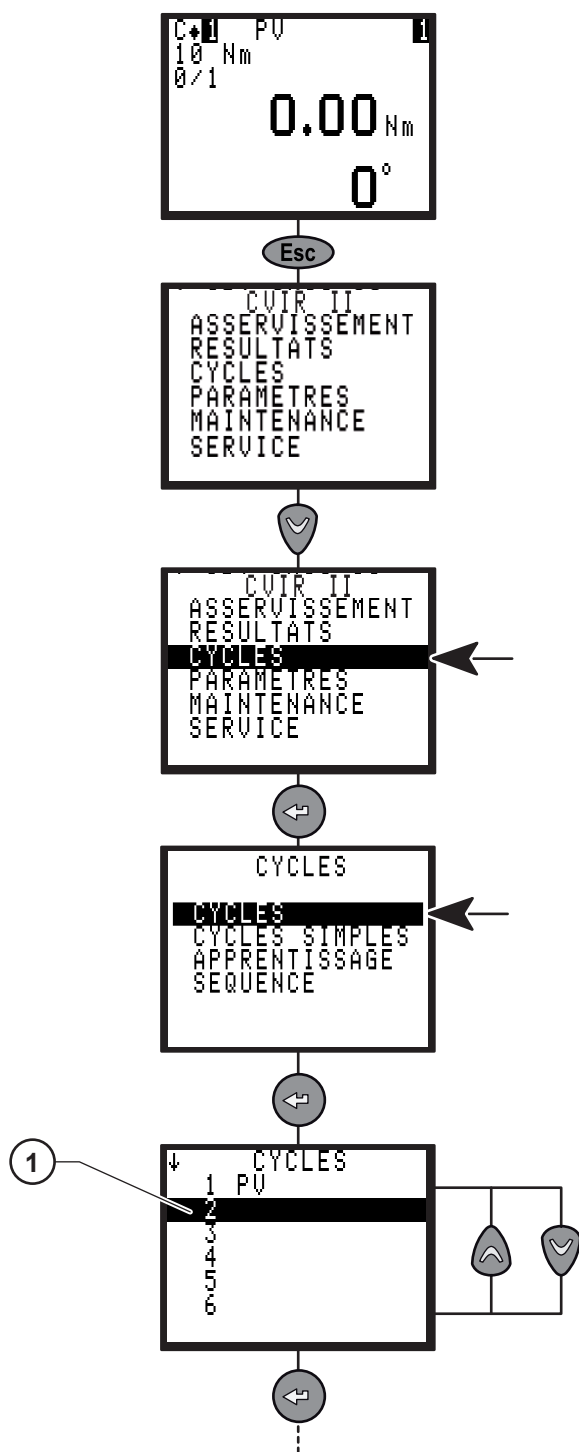 C 1 PV 1
10 Nm
0/1
0.00 Nm
0°
Esc
CVIR II
ASSERVISSEMENT
RESULTATS
CYCLES
PARAMETRES
MAINTENANCE
SERVICE
CVIR II
ASSERVISSEMENT
RESULTATS
CYCLES
PARAMETRES
MAINTENANCE
SERVICE
CYCLES
CYCLES
CYCLES SIMPLES
APPRENTISSAGE
SEQUENCE
1
↓ CYCLES
1 PV
2
3
4
5
6